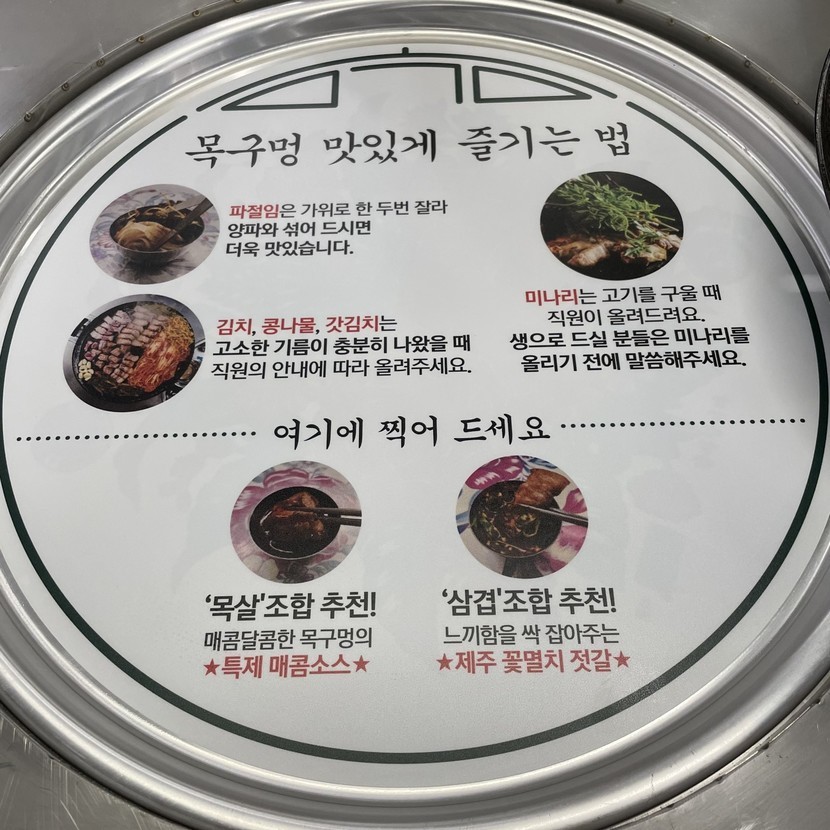 목구멍 맛있게 즐기는 법
파절임은 가위로 한 두번 잘라
양파와 섞어 드시면
더욱 맛있습니다.
김치, 콩나물, 갓김치는
고소한 기름이 충분히 나왔을 때
직원의 안내에 따라 올려주세요.
미나리는 고기를 구울 때
직원이 올려드려요.
생으로 드실 분들은 미나리를
올리기 전에 말씀해주세요.
여기에 찍어 드세요
‘목살'조합 추천!
매콤달콤한 목구멍의
★특제 매콤소스★
‘삼겹'조합 추천!
느끼함을 싹 잡아주는
★제주 꽃멸치 젓갈★